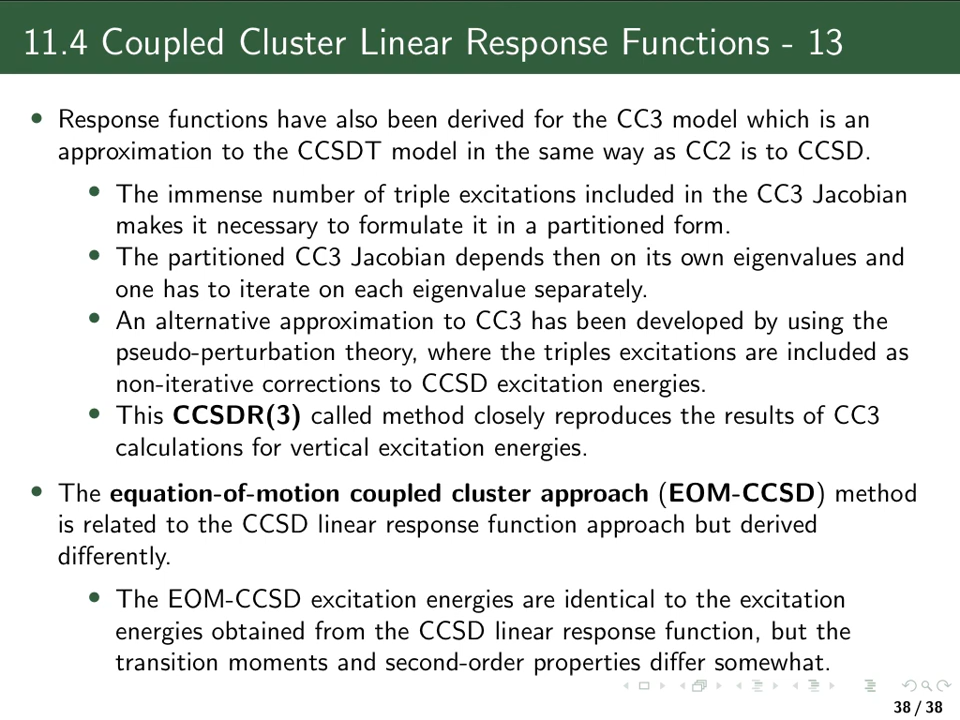 11.4 Coupled Cluster Linear Response Functions - 13
• Response functions have also been derived for the CC3 model which is an
approximation to the CCSDT model in the same way as CC2 is to CCSD.
• The immense number of triple excitations included in the CC3 Jacobian
makes it necessary to formulate it in a partitioned form.
• The partitioned CC3 Jacobian depends then on its own eigenvalues and
one has to iterate on each eigenvalue separately.
• An alternative approximation to CC3 has been developed by using the
pseudo-perturbation theory, where the triples excitations are included as
non-iterative corrections to CCSD excitation energies.
• This CCSDR(3) called method closely reproduces the results of CC3
calculations for vertical excitation energies.
• The equation-of-motion coupled cluster approach (EOM-CCSD) method
is related to the CCSD linear response function approach but derived
differently.
• The EOM-CCSD excitation energies are identical to the excitation
energies obtained from the CCSD linear response function, but the
transition moments and second-order properties differ somewhat.
38 / 38